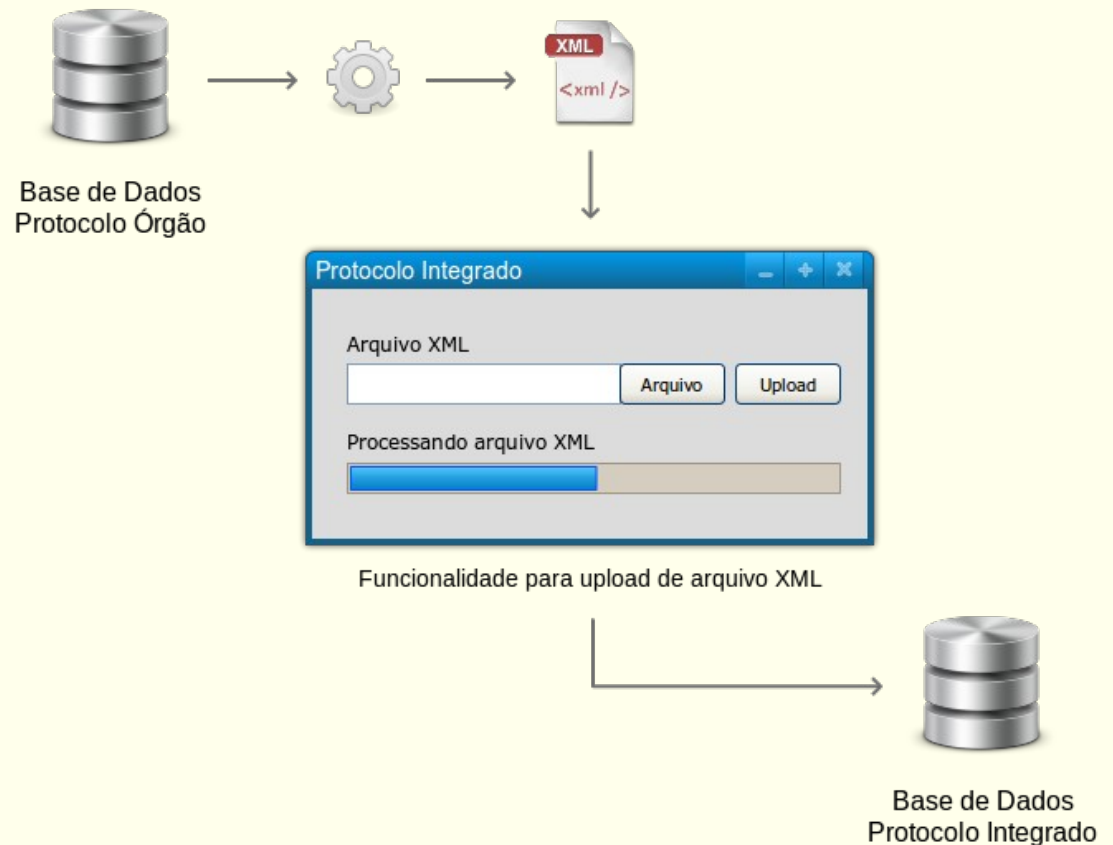 XML
<xml />
Base de Dados
Protocolo Órgão
Protocolo Integrado
Arquivo XML
Arquivo
Upload
Processando arquivo XML
Funcionalidade para upload de arquivo XML
Base de Dados
Protocolo Integrado